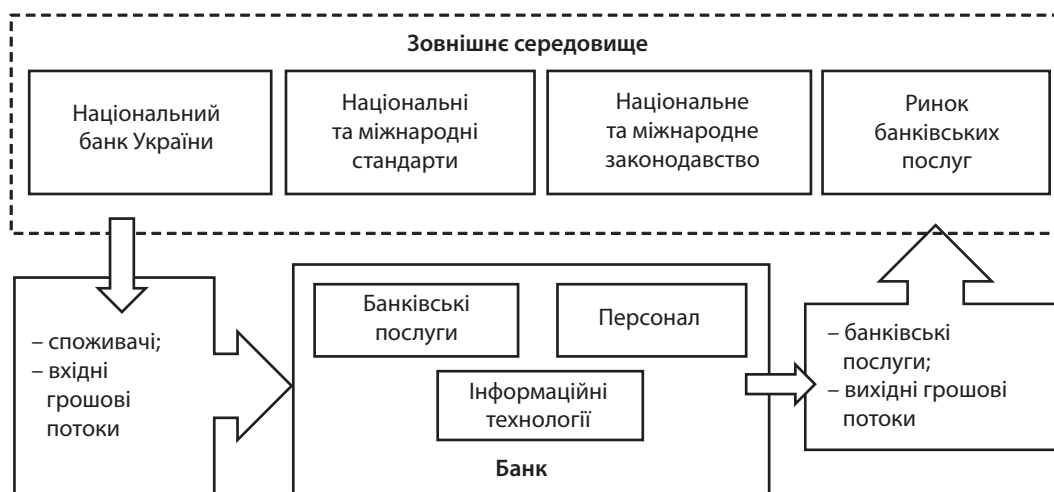 Зовнішнє середовище
Національний
банк України
Національні
та міжнародні
стандарти
Національне
та міжнародне
законодавство
Ринок
банківських
послуг
– споживачі;
– вхідні
грошові
потоки
Банківські
послуги
Персонал
Інформаційні
технології
Банк
– банківські
послуги;
– вихідні грошові
потоки